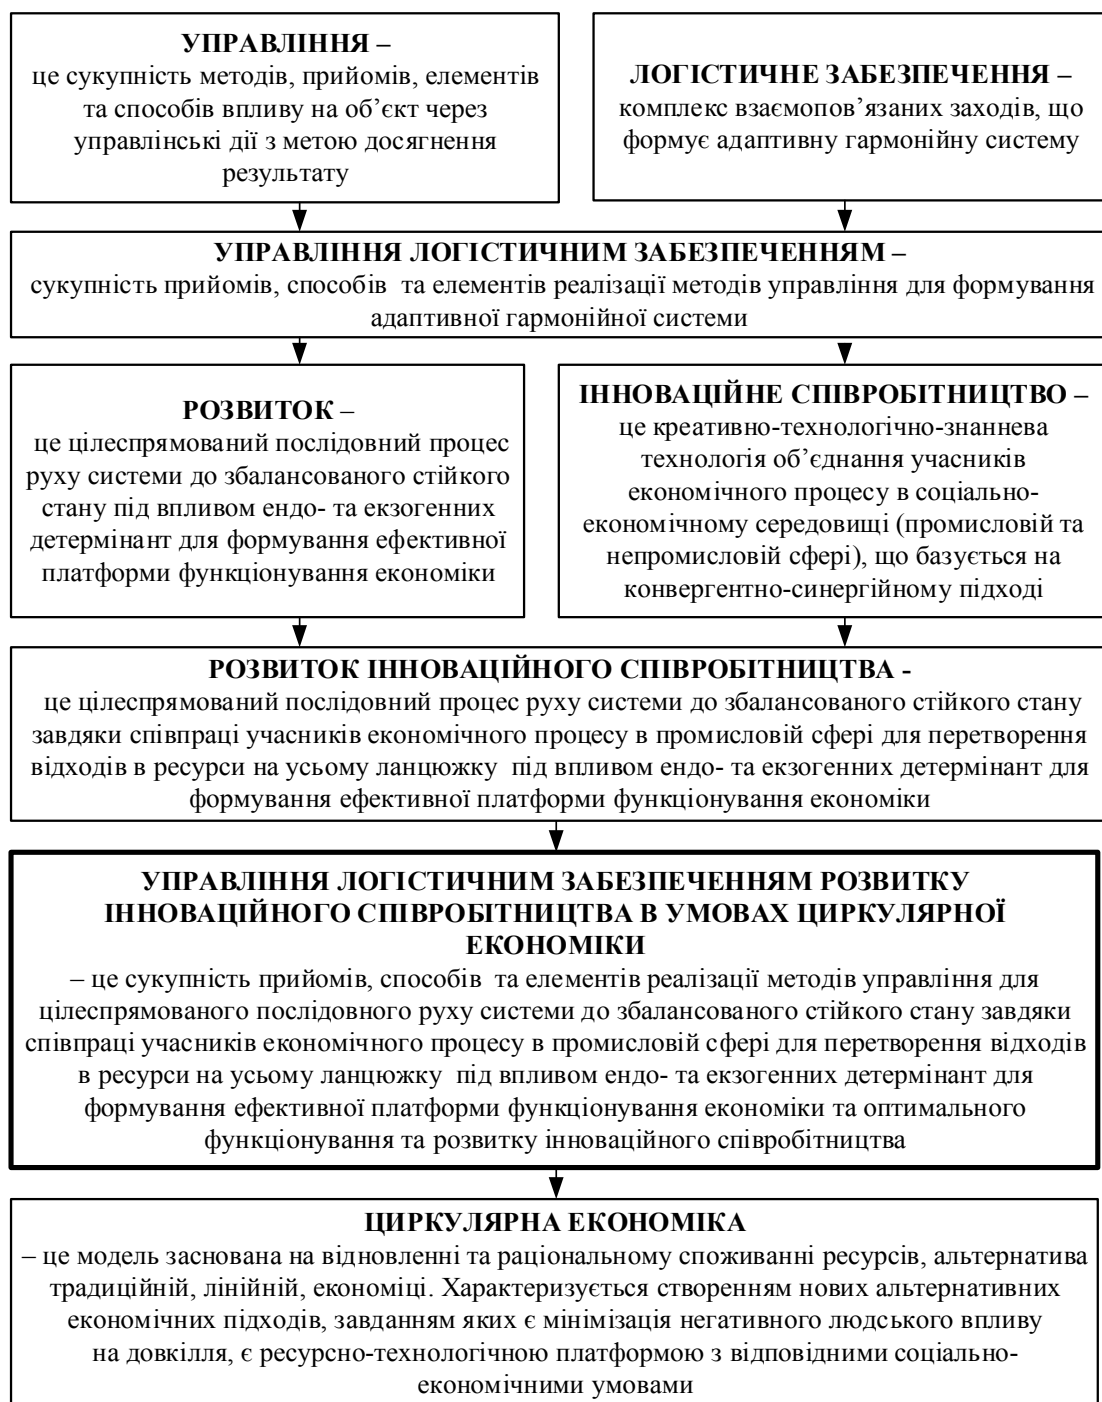 УПРАВЛІННЯ –
це сукупність методів, прийомів, елементів
та способів впливу на об’єкт через
управлінські дії з метою досягнення
результату
ЛОГІСТИЧНЕ ЗАБЕЗПЕЧЕННЯ –
комплекс взаємопов’язаних заходів, що
формує адаптивну гармонійну систему
УПРАВЛІННЯ ЛОГІСТИЧНИМ ЗАБЕЗПЕЧЕННЯМ –
сукупність прийомів, способів та елементів реалізації методів управління для формування
адаптивної гармонійної системи
РОЗВИТОК –
це цілеспрямований послідовний процес
руху системи до збалансованого стійкого
стану під впливом ендо- та екзогенних
детермінант для формування ефективної
платформи функціонування економіки
ІННОВАЦІЙНЕ СПІВРОБІТНИЦТВО –
це креативно-технологічно-знаннева
технологія об’єднання учасників
економічного процесу в соціально-
економічному середовищі (промисловій та
непромисловій сфері), що базується на
конвергентно-синергійному підході
РОЗВИТОК ІННОВАЦІЙНОГО СПІВРОБІТНИЦТВА -
це цілеспрямований послідовний процес руху системи до збалансованого стійкого стану
завдяки співпраці учасників економічного процесу в промисловій сфері для перетворення
відходів в ресурси на усьому ланцюжку під впливом ендо- та екзогенних детермінант для
формування ефективної платформи функціонування економіки
УПРАВЛІННЯ ЛОГІСТИЧНИМ ЗАБЕЗПЕЧЕННЯМ РОЗВИТКУ
ІННОВАЦІЙНОГО СПІВРОБІТНИЦТВА В УМОВАХ ЦИРКУЛЯРНОЇ
ЕКОНОМІКИ
– це сукупність прийомів, способів та елементів реалізації методів управління для
цілеспрямованого послідовного руху системи до збалансованого стійкого стану завдяки
співпраці учасників економічного процесу в промисловій сфері для перетворення відходів
в ресурси на усьому ланцюжку під впливом ендо- та екзогенних детермінант для
формування ефективної платформи функціонування економіки та оптимального
функціонування та розвитку інноваційного співробітництва
ЦИРКУЛЯРНА ЕКОНОМІКА
– це модель заснована на відновленні та раціональному споживанні ресурсів, альтернатива
традиційній, лінійній, економіці. Характеризується створенням нових альтернативних
економічних підходів, завданням яких є мінімізація негативного людського впливу
на довкілля, є ресурсно-технологічною платформою з відповідними соціально-
економічними умовами